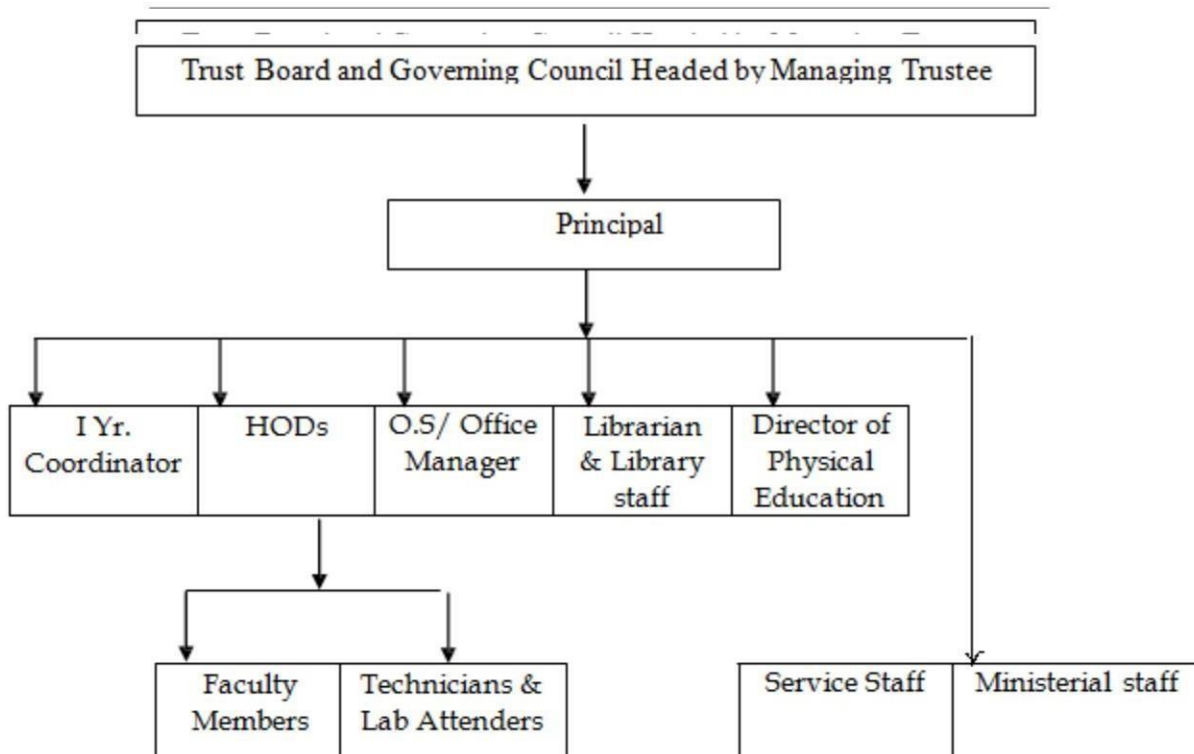 Trust Board and Governing Council Headed by Managing Trustee
Principal
I Yr.
Coordinator
HODs
O.S/ Office
Manager
Librarian
& Library
staff
Director of
Physical
Education
Faculty
Members
Technicians &
Lab Attenders
Service Staff
Ministerial staff